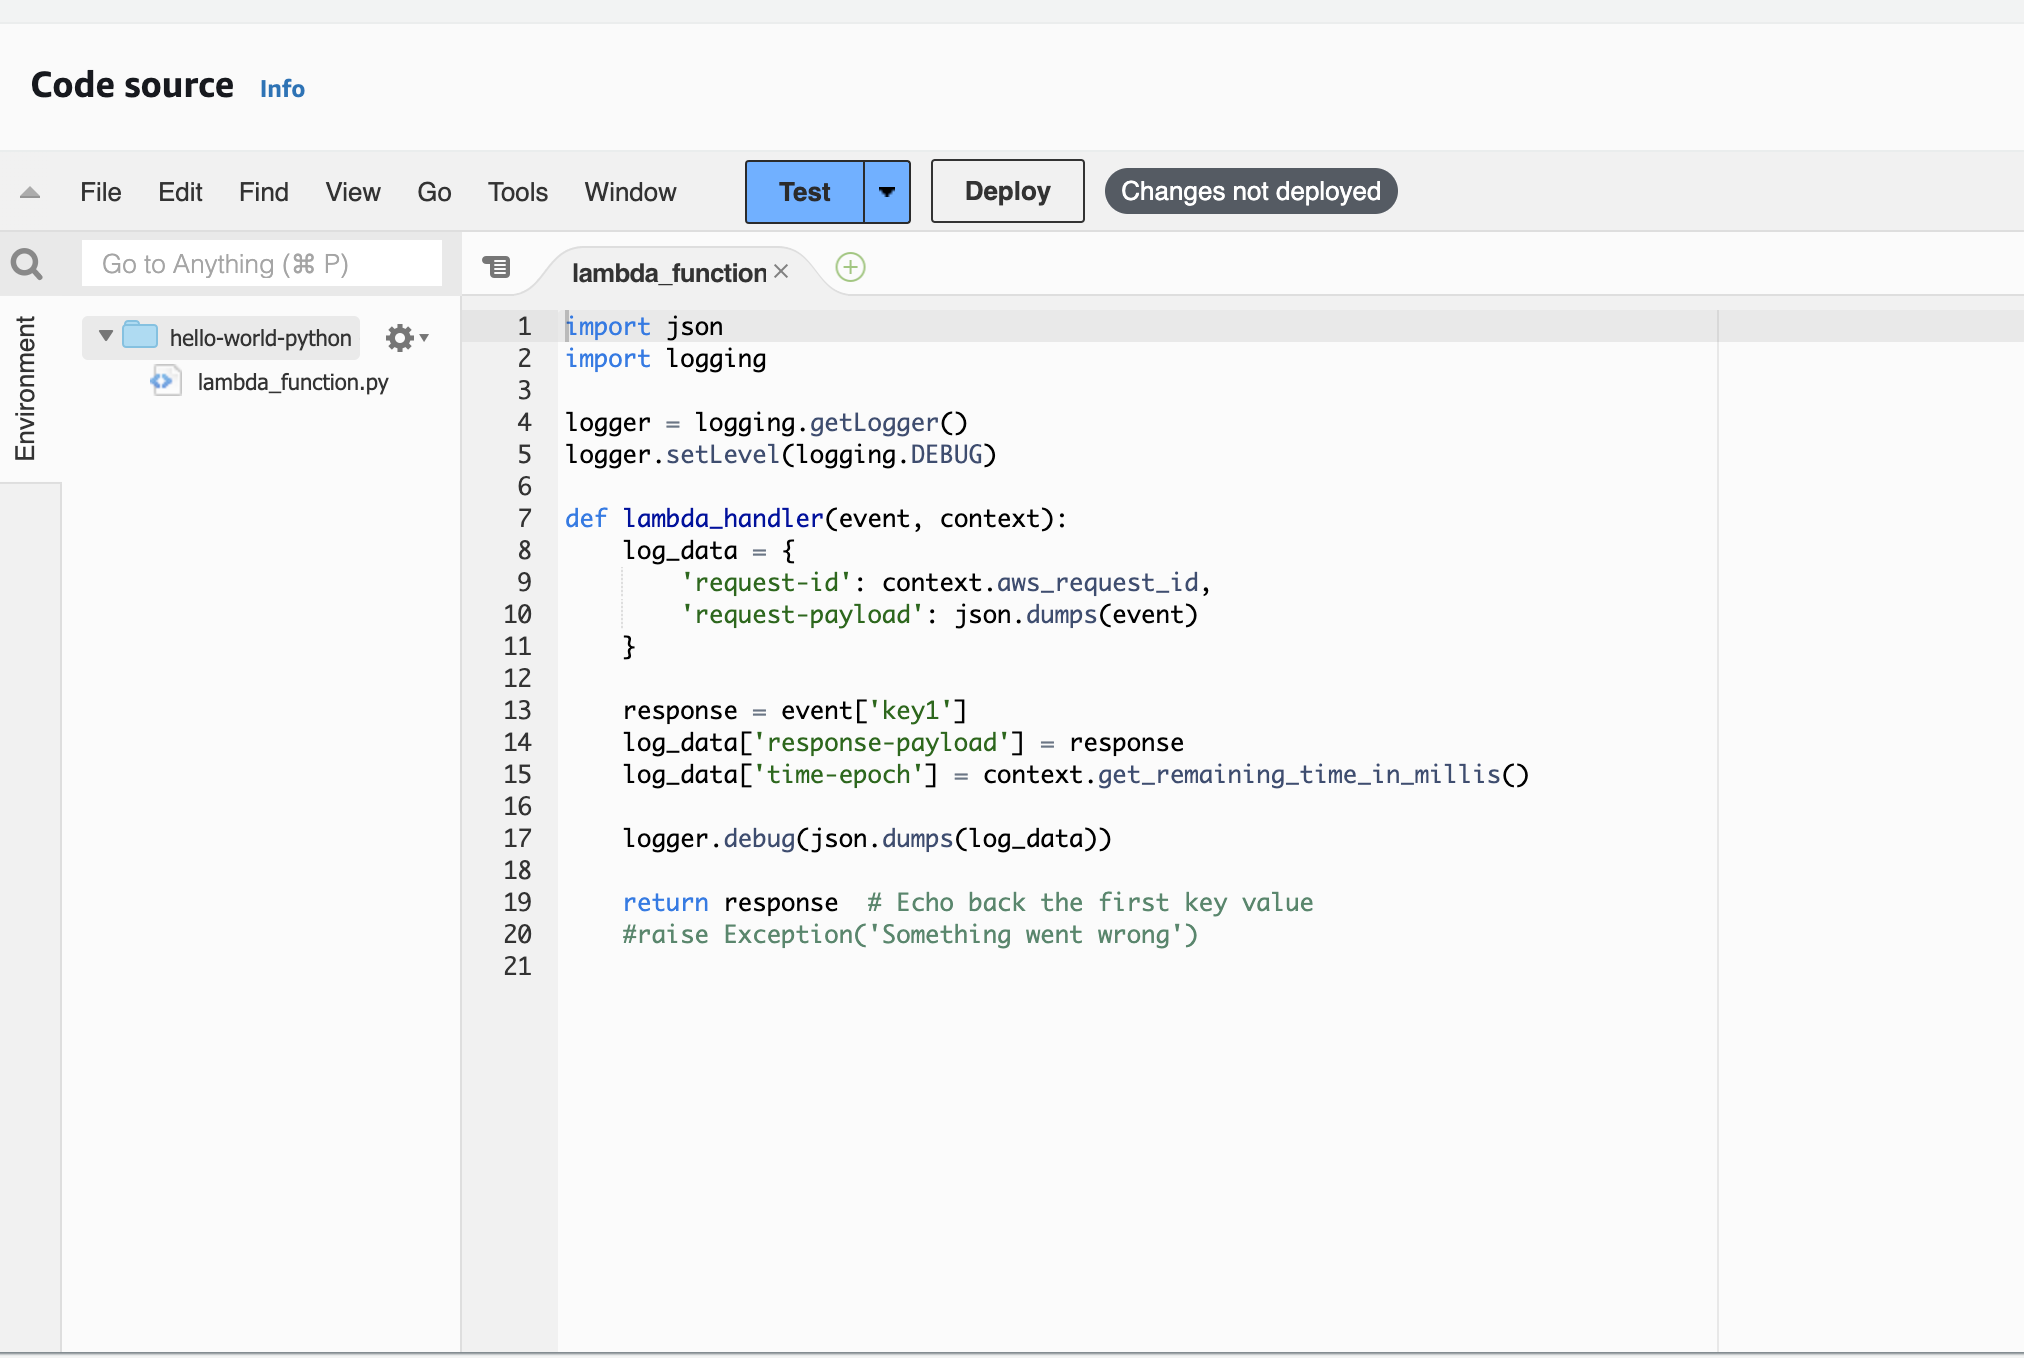 Code source Info
File Edit Find View Go Tools Window Test Deploy Changes not deployed
Go to Anything (⌘ P)
lambda_function
Environment
hello-world-python
lambda_function.py
1 import json
2 import logging
3
4 logger = logging.getLogger()
5 logger.setLevel(logging.DEBUG)
6
7 def lambda_handler(event, context):
8     log_data = {
9         'request-id': context.aws_request_id,
10         'request-payload': json.dumps(event)
11     }
12
13     response = event['key1']
14     log_data['response-payload'] = response
15     log_data['time-epoch'] = context.get_remaining_time_in_millis()
16
17     logger.debug(json.dumps(log_data))
18
19     return response  # Echo back the first key value
20     #raise Exception('Something went wrong')
21